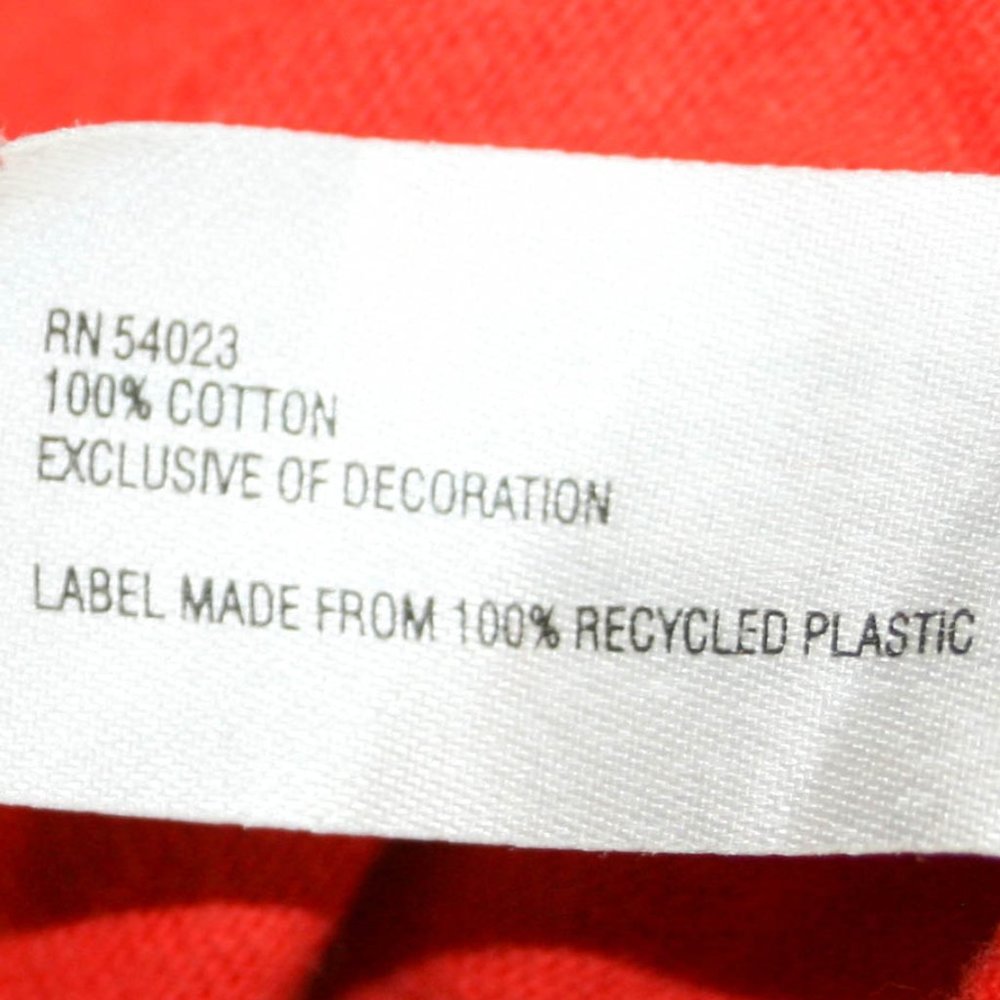 RN 54023
100% COTTON
EXCLUSIVE OF DECORATION
LABEL MADE FROM 100% RECYCLED PLASTIC